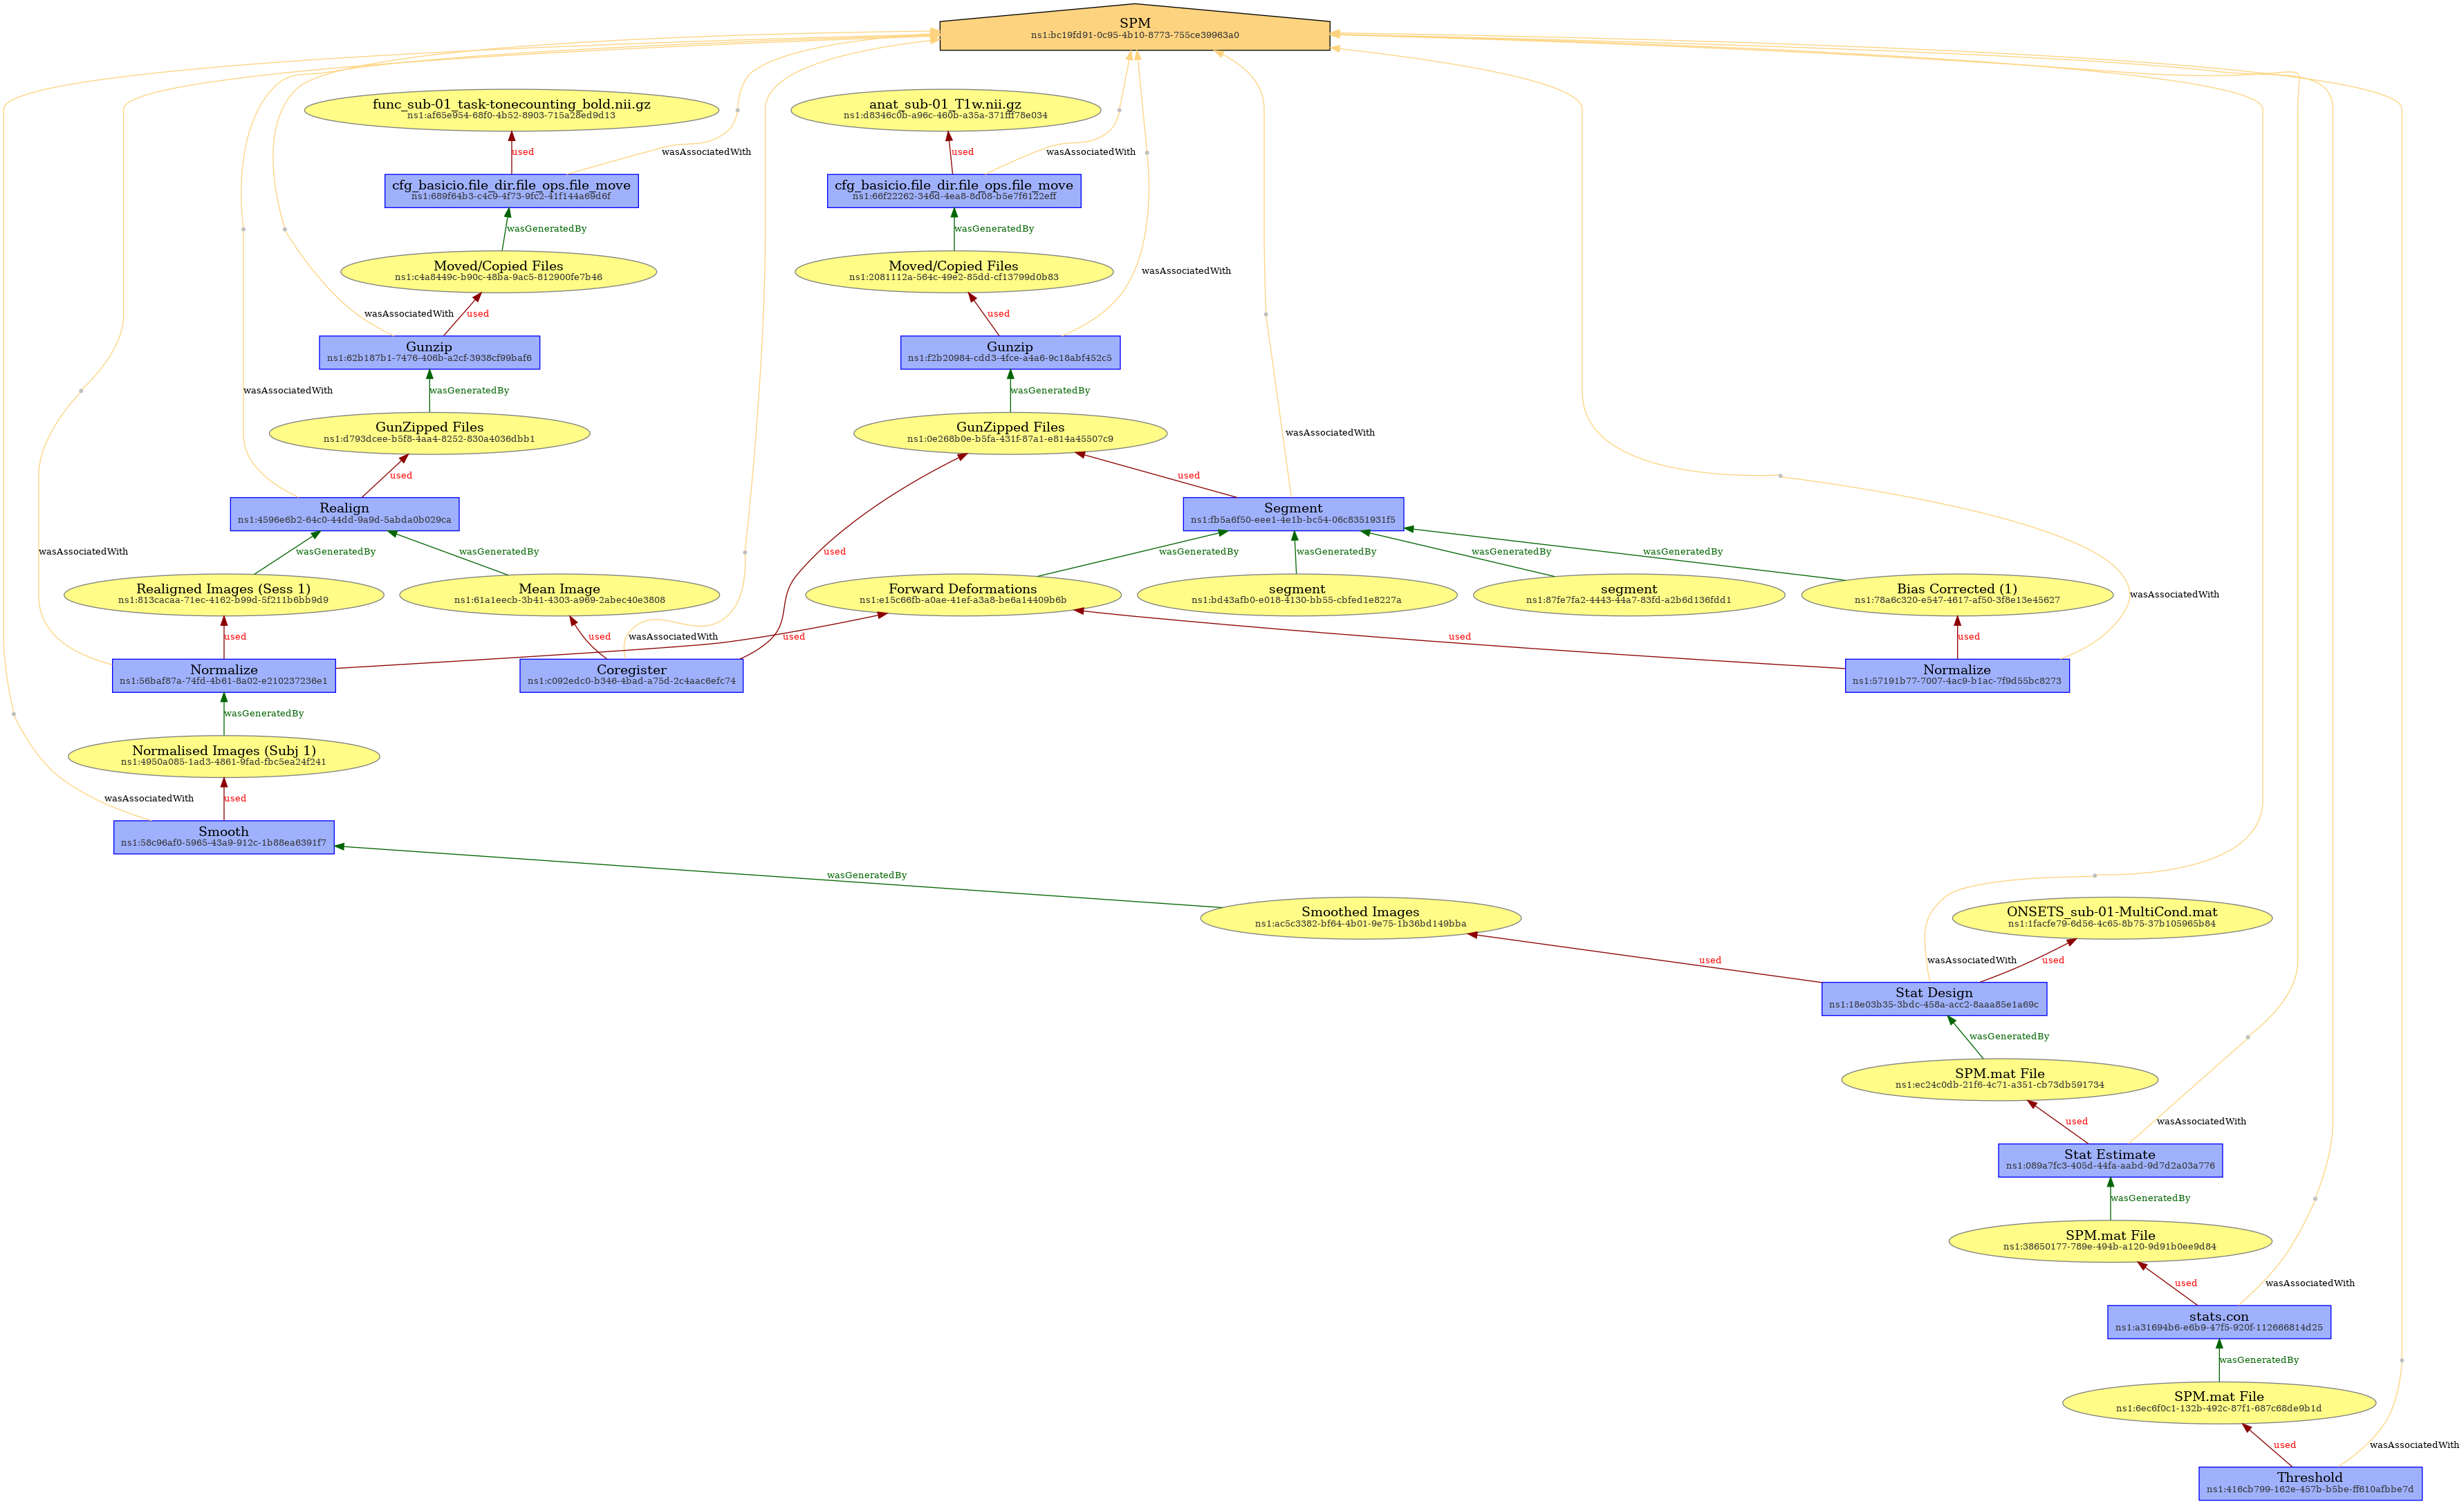 SPM
ns1:bc19fd91-0c95-4b10-8773-755ce39963a0
func_sub-01_task-tonecounting_bold.nii.gz
ns1:af65e954-68f0-4b52-8903-715a28ed9d13
anat_sub-01_T1w.nii.gz
ns1:d8346c0b-a96c-460b-a35a-371fff78e034
used
wasAssociatedWith
used
wasAssociatedWith
cfg_basicio.file_dir.file_ops.file_move
ns1:689f64b3-c4c9-4f73-9fc2-41f144a69d6f
cfg_basicio.file_dir.file_ops.file_move
ns1:66f22262-346d-4ea8-8d08-b5e7f6122eff
wasGeneratedBy
wasGeneratedBy
Moved/Copied Files
ns1:c4a8449c-b90c-48ba-9ac5-812900fe7b46
Moved/Copied Files
ns1:2081112a-564c-49e2-85dd-cf13799d0b83
wasAssociatedWith
wasAssociatedWith
used
used
Gunzip
ns1:62b187b1-7476-406b-a2cf-3938cf99baf6
Gunzip
ns1:f2b20984-cdd3-4fce-a4a6-9c18abf452c5
wasAssociatedWith
wasGeneratedBy
wasGeneratedBy
GunZipped Files
ns1:d793dcee-b5f8-4aa4-8252-830a4036dbb1
GunZipped Files
ns1:0e268b0e-b5fa-431f-87a1-e814a45507c9
wasAssociatedWith
used
used
Realign
ns1:4596e6b2-64c0-44dd-9a9d-5abda0b029ca
Segment
ns1:fb5a6f50-eee1-4e1b-bc54-06c8351931f5
wasAssociatedWith
wasGeneratedBy
wasGeneratedBy
used
wasGeneratedBy
wasGeneratedBy
wasGeneratedBy
wasGeneratedBy
Realigned Images (Sess 1)
ns1:813cacaa-71ec-4162-b99d-5f211b6bb9d9
Mean Image
ns1:61a1eecb-3b41-4303-a969-2abec40e3808
Forward Deformations
ns1:e15c66fb-a0ae-41ef-a3a8-be6a14409b6b
segment
ns1:bd43afb0-e018-4130-bb55-cbfed1e8227a
segment
ns1:87fe7fa2-4443-44a7-83fd-a2b6d136fdd1
Bias Corrected (1)
ns1:78a6c320-e547-4617-af50-3f8e13e45627
wasAssociatedWith
used
used
wasAssociatedWith
used
used
used
Normalize
ns1:56baf87a-74fd-4b61-8a02-e210237236e1
Coregister
ns1:c092edc0-b346-4bad-a75d-2c4aac6efc74
Normalize
ns1:57191b77-7007-4ac9-b1ac-7f9d55bc8273
wasGeneratedBy
Normalised Images (Subj 1)
ns1:4950a085-1ad3-4861-9fad-fbc5ea24f241
wasAssociatedWith
used
Smooth
ns1:58c96af0-5965-43a9-912c-1b88ea6391f7
wasGeneratedBy
Smoothed Images
ns1:ac5c3382-bf64-4b01-9e75-1b36bd149bba
ONSETS_sub-01-MultiCond.mat
ns1:1facfe79-6d56-4c65-8b75-37b105965b84
used
wasAssociatedWith
used
Stat Design
ns1:18e03b35-3bdc-458a-acc2-8aaa85e1a69c
wasGeneratedBy
SPM.mat File
ns1:ec24c0db-21f6-4c71-a351-cb73db591734
used
wasAssociatedWith
Stat Estimate
ns1:089a7fc3-405d-44fa-aabd-9d7d2a03a776
wasGeneratedBy
SPM.mat File
ns1:38650177-789e-494b-a120-9d91b0ee9d84
used
wasAssociatedWith
stats.con
ns1:a31694b6-e6b9-47f5-920f-112666814d25
wasGeneratedBy
SPM.mat File
ns1:6ec6f0c1-132b-492c-87f1-687c68de9b1d
used
wasAssociatedWith
Threshold
ns1:416cb799-162e-457b-b5be-ff610afbbe7d